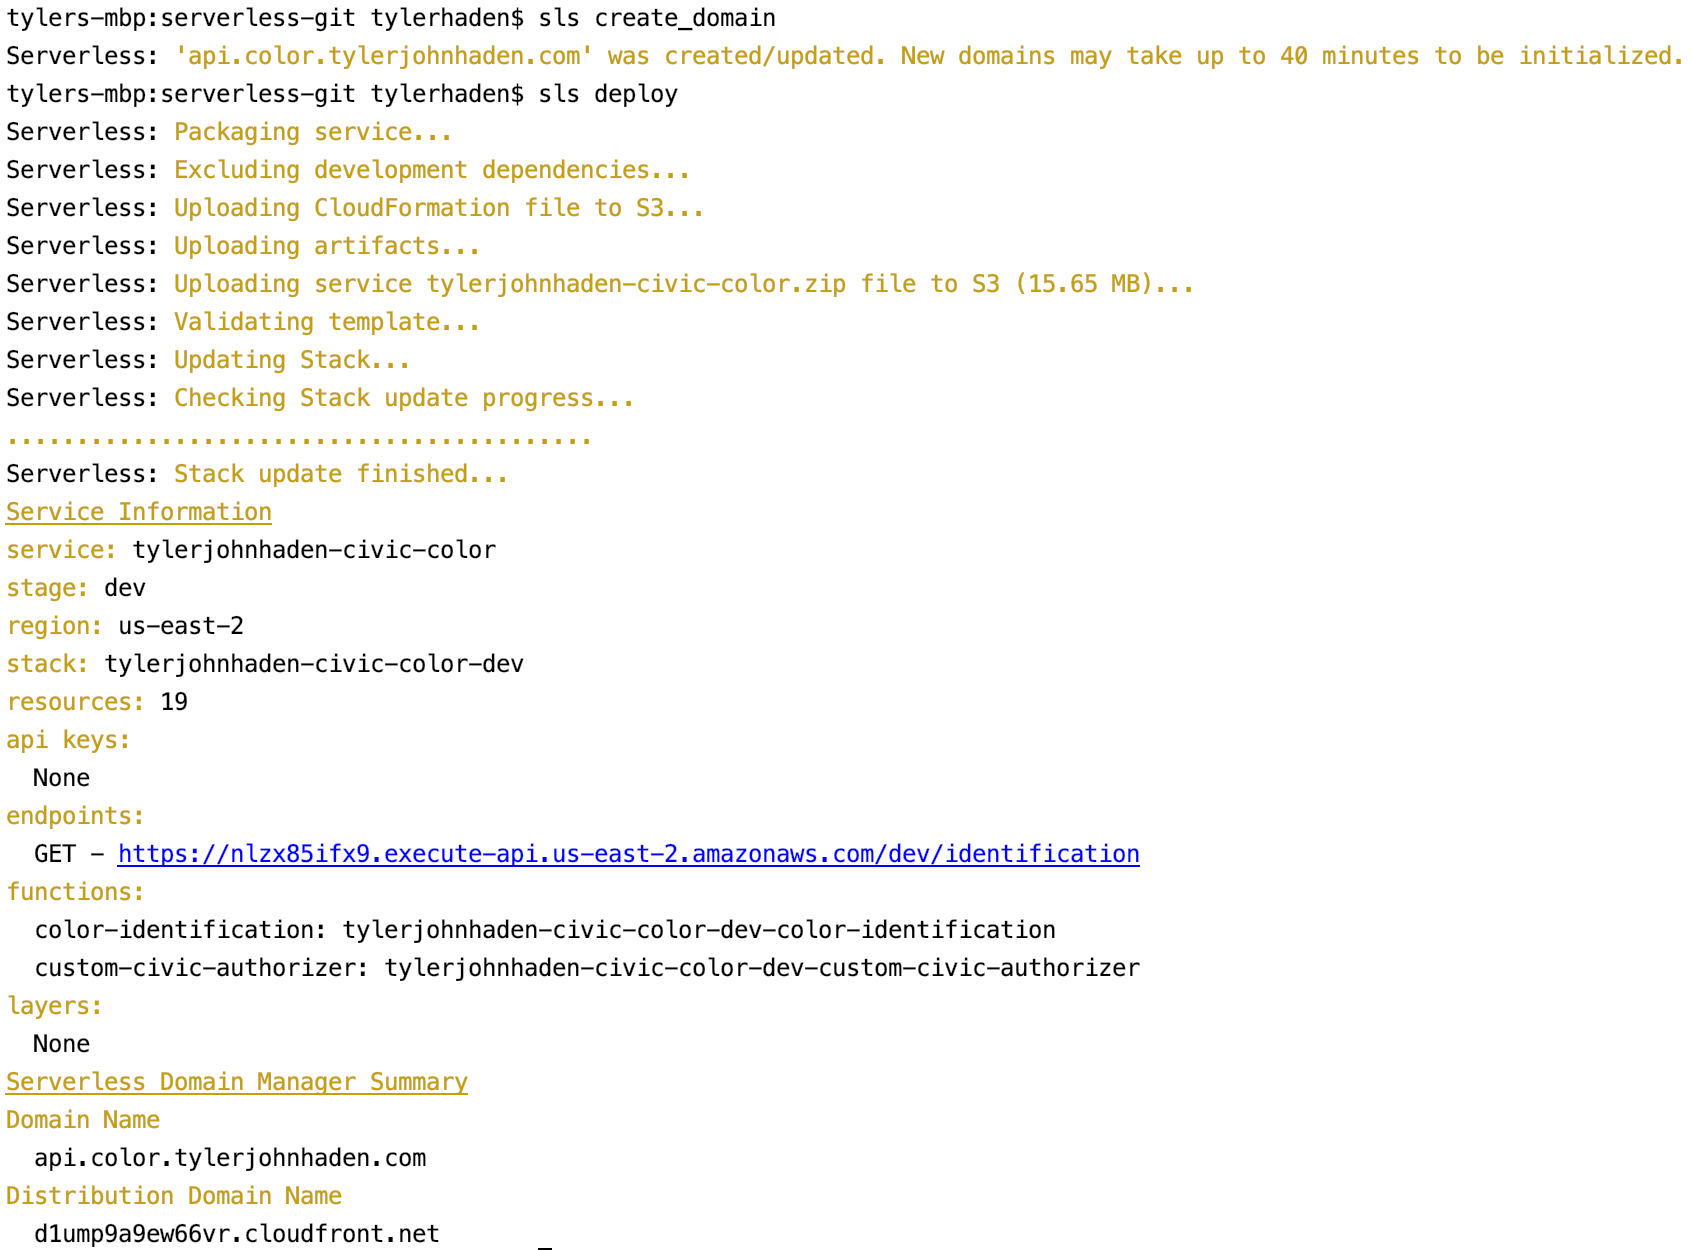 tylers-mbp:serverless-git tylerhaden$ sls create_domain
Serverless: 'api.color.tylerjohnhaden.com' was created/updated. New domains may take up to 40 minutes to be initialized.
tylers-mbp:serverless-git tylerhaden$ sls deploy
Serverless: Packaging service...
Serverless: Excluding development dependencies...
Serverless: Uploading CloudFormation file to S3...
Serverless: Uploading artifacts...
Serverless: Uploading service tylerjohnhaden-civic-color.zip file to S3 (15.65 MB)...
Serverless: Validating template...
Serverless: Updating Stack...
Serverless: Checking Stack update progress...
..........................................
Serverless: Stack update finished...
Service Information
service: tylerjohnhaden-civic-color
stage: dev
region: us-east-2
stack: tylerjohnhaden-civic-color-dev
resources: 19
api keys:
  None
endpoints:
  GET - https://nlzx85ifx9.execute-api.us-east-2.amazonaws.com/dev/identification
functions:
  color-identification: tylerjohnhaden-civic-color-dev-color-identification
  custom-civic-authorizer: tylerjohnhaden-civic-color-dev-custom-civic-authorizer
layers:
  None
Serverless Domain Manager Summary
Domain Name
  api.color.tylerjohnhaden.com
Distribution Domain Name
  d1ump9a9ew66vr.cloudfront.net